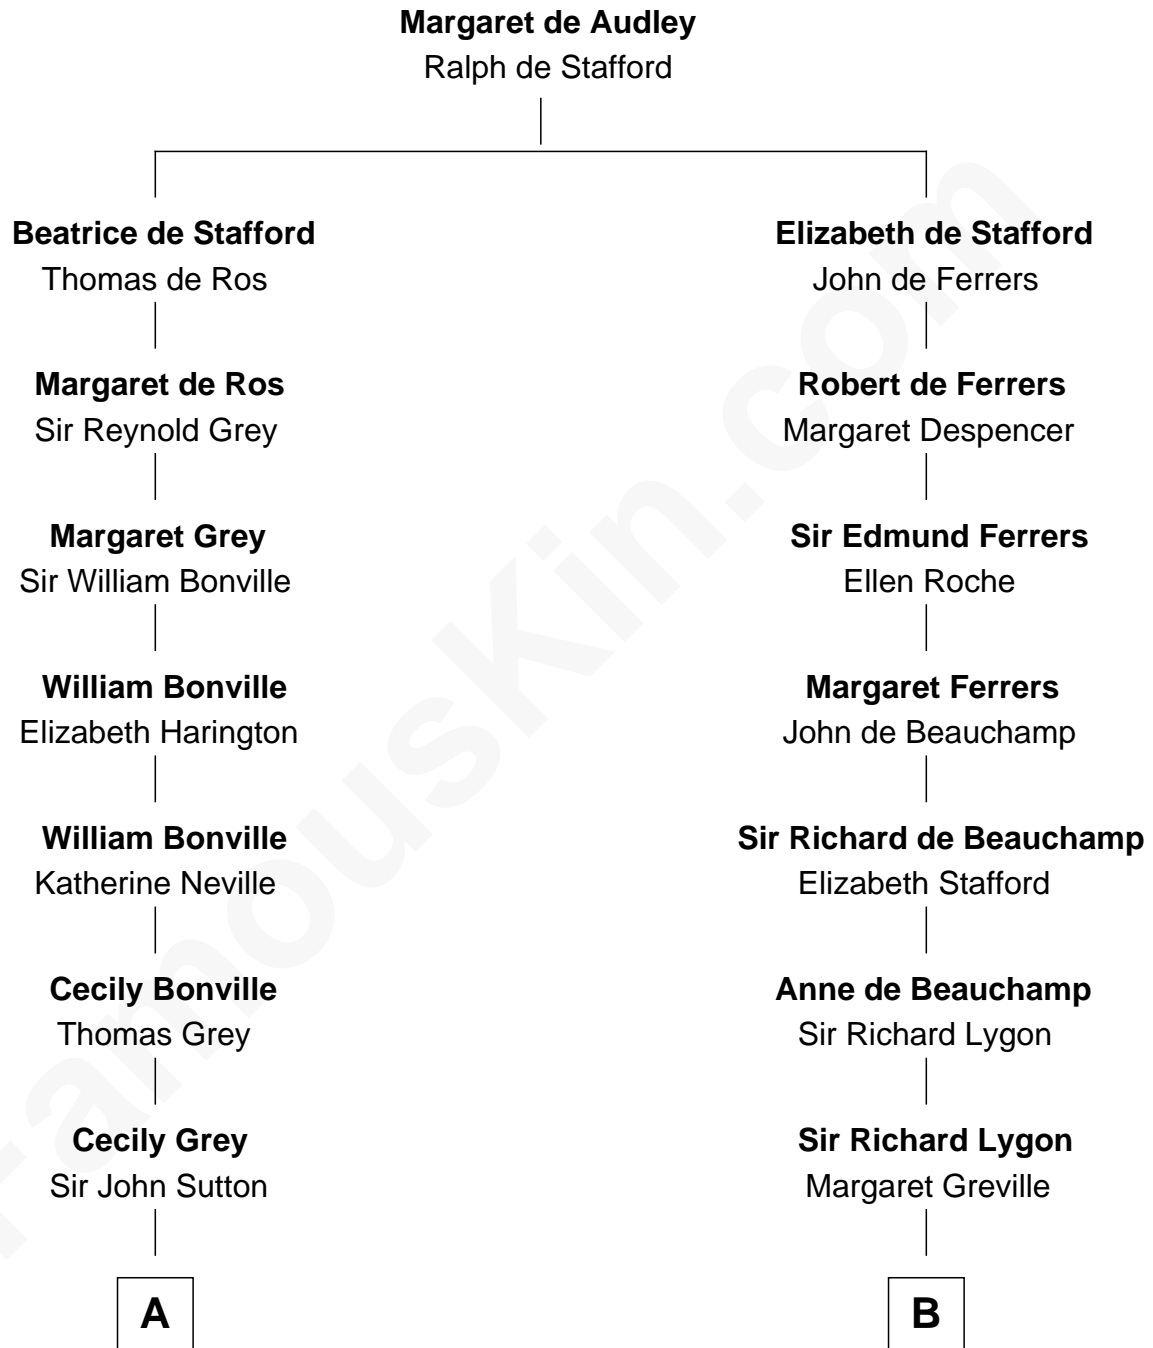 Margaret de Audley
Ralph de Stafford
Beatrice de Stafford
Thomas de Ros
Elizabeth de Stafford
John de Ferrers
Margaret de Ros
Sir Reynold Grey
Robert de Ferrers
Margaret Despencer
Margaret Grey
Sir William Bonville
Sir Edmund Ferrers
Ellen Roche
William Bonville
Elizabeth Harington
Margaret Ferrers
John de Beauchamp
William Bonville
Katherine Neville
Sir Richard de Beauchamp
Elizabeth Stafford
Cecily Bonville
Thomas Grey
Anne de Beauchamp
Sir Richard Lygon
Cecily Grey
Sir John Sutton
Sir Richard Lygon
Margaret Greville
A
B
FamousKin.com